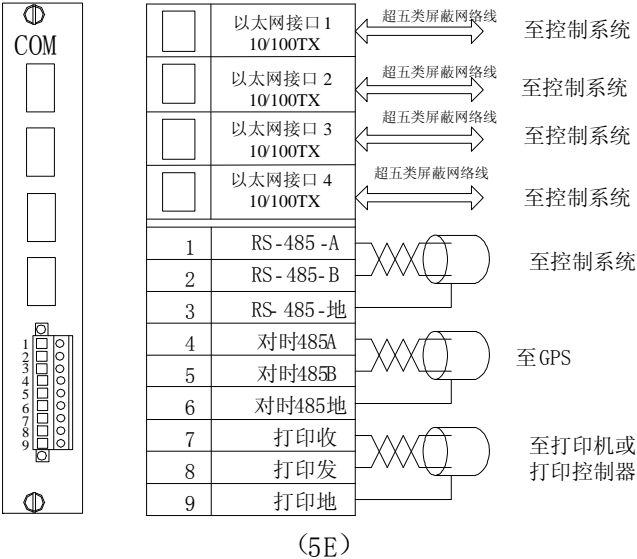 COM
1
2
3
4
5
6
7
8
9
以太网接口 1
10/100TX
超五类屏蔽网络线
至控制系统
以太网接口 2
10/100TX
超五类屏蔽网络线
至控制系统
以太网接口 3
10/100TX
超五类屏蔽网络线
至控制系统
以太网接口 4
10/100TX
超五类屏蔽网络线
至控制系统
1 RS-485-A
2 RS-485-B
3 RS-485-地
至控制系统
4 对时485A
5 对时485B
6 对时485地
至GPS
7 打印收
8 打印发
9 打印地
至打印机或
打印控制器
(5E)